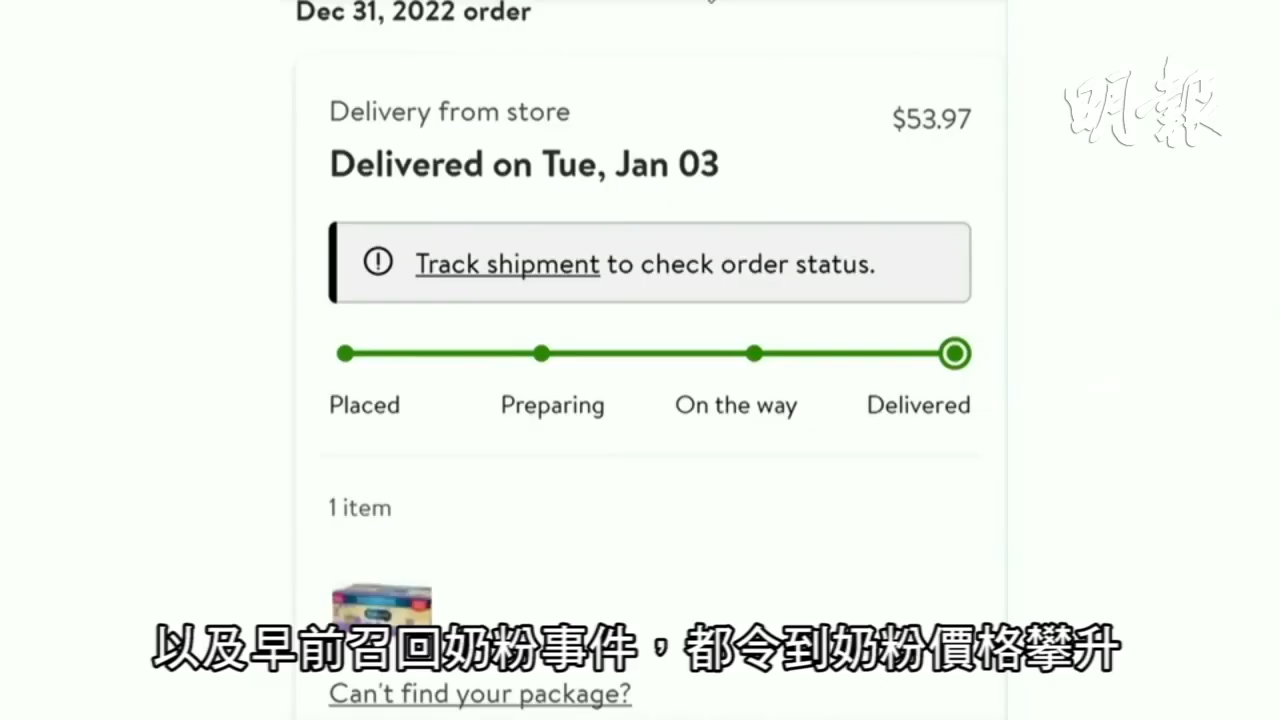 Dec 31, 2022 order
明報
Delivery from store
$53.97
Delivered on Tue, Jan 03
Track shipment to check order status.
Placed
Preparing
On the way
Delivered
1 item
以及早前召回奶粉事件，都令到奶粉價格攀升
Can't find your package?